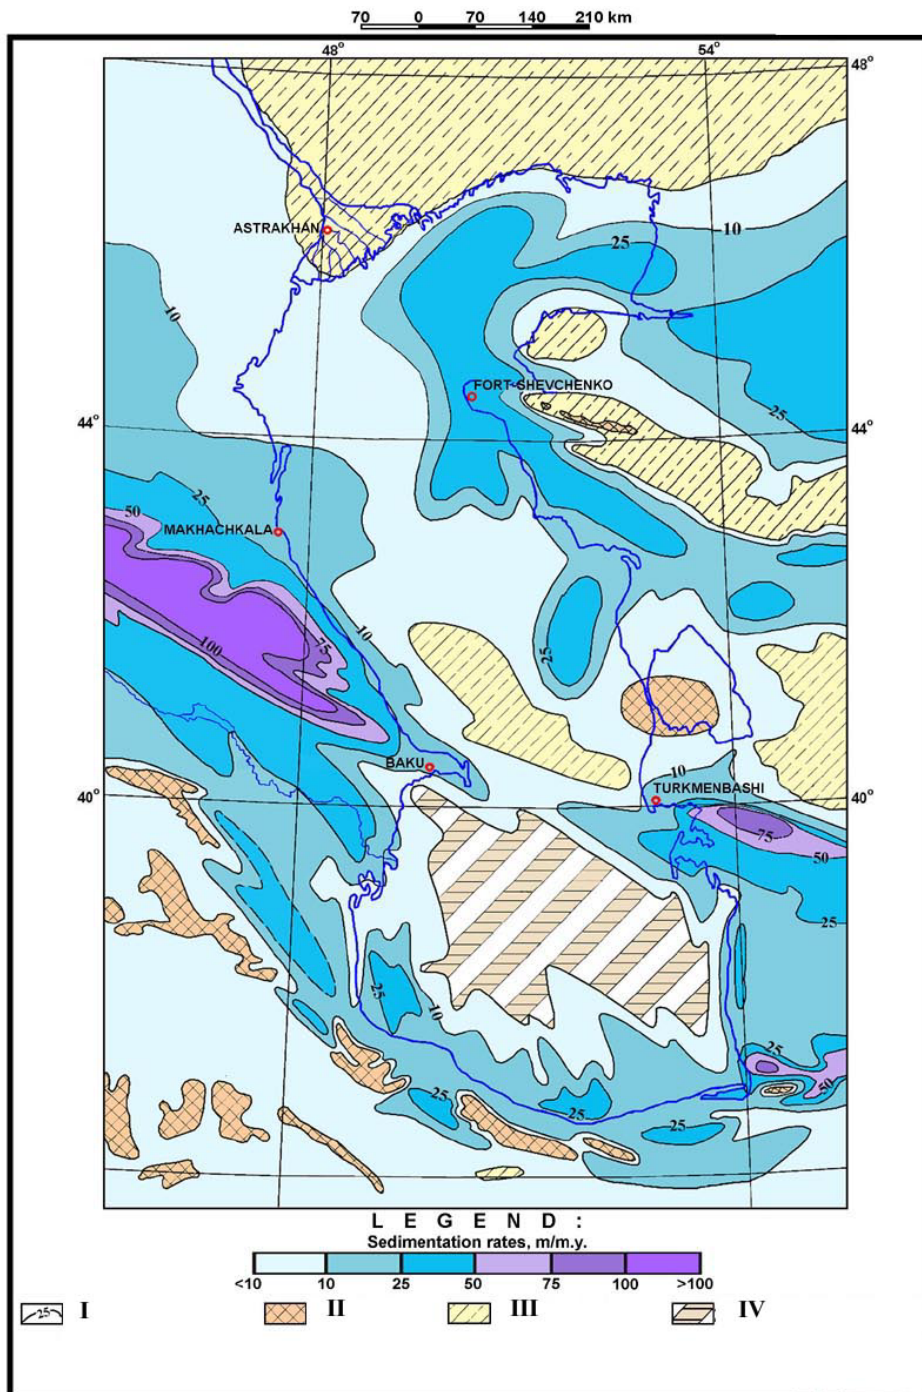 70 0 70 140 210 km
48° 54°
48°
ASTRAKHAN
10
25
10
FORT-SHEVCHENKO
25
44° 44°
25
50
MAKHACHKALA
10
75
100
25
BAKU
10
TURKMENBASHI
40° 40°
75
50
25
25
10
25
50
25
25
25
L E G E N D :
Sedimentation rates, m/m.y.
<10 10 25 50 75 100 >100
25 I II III IV